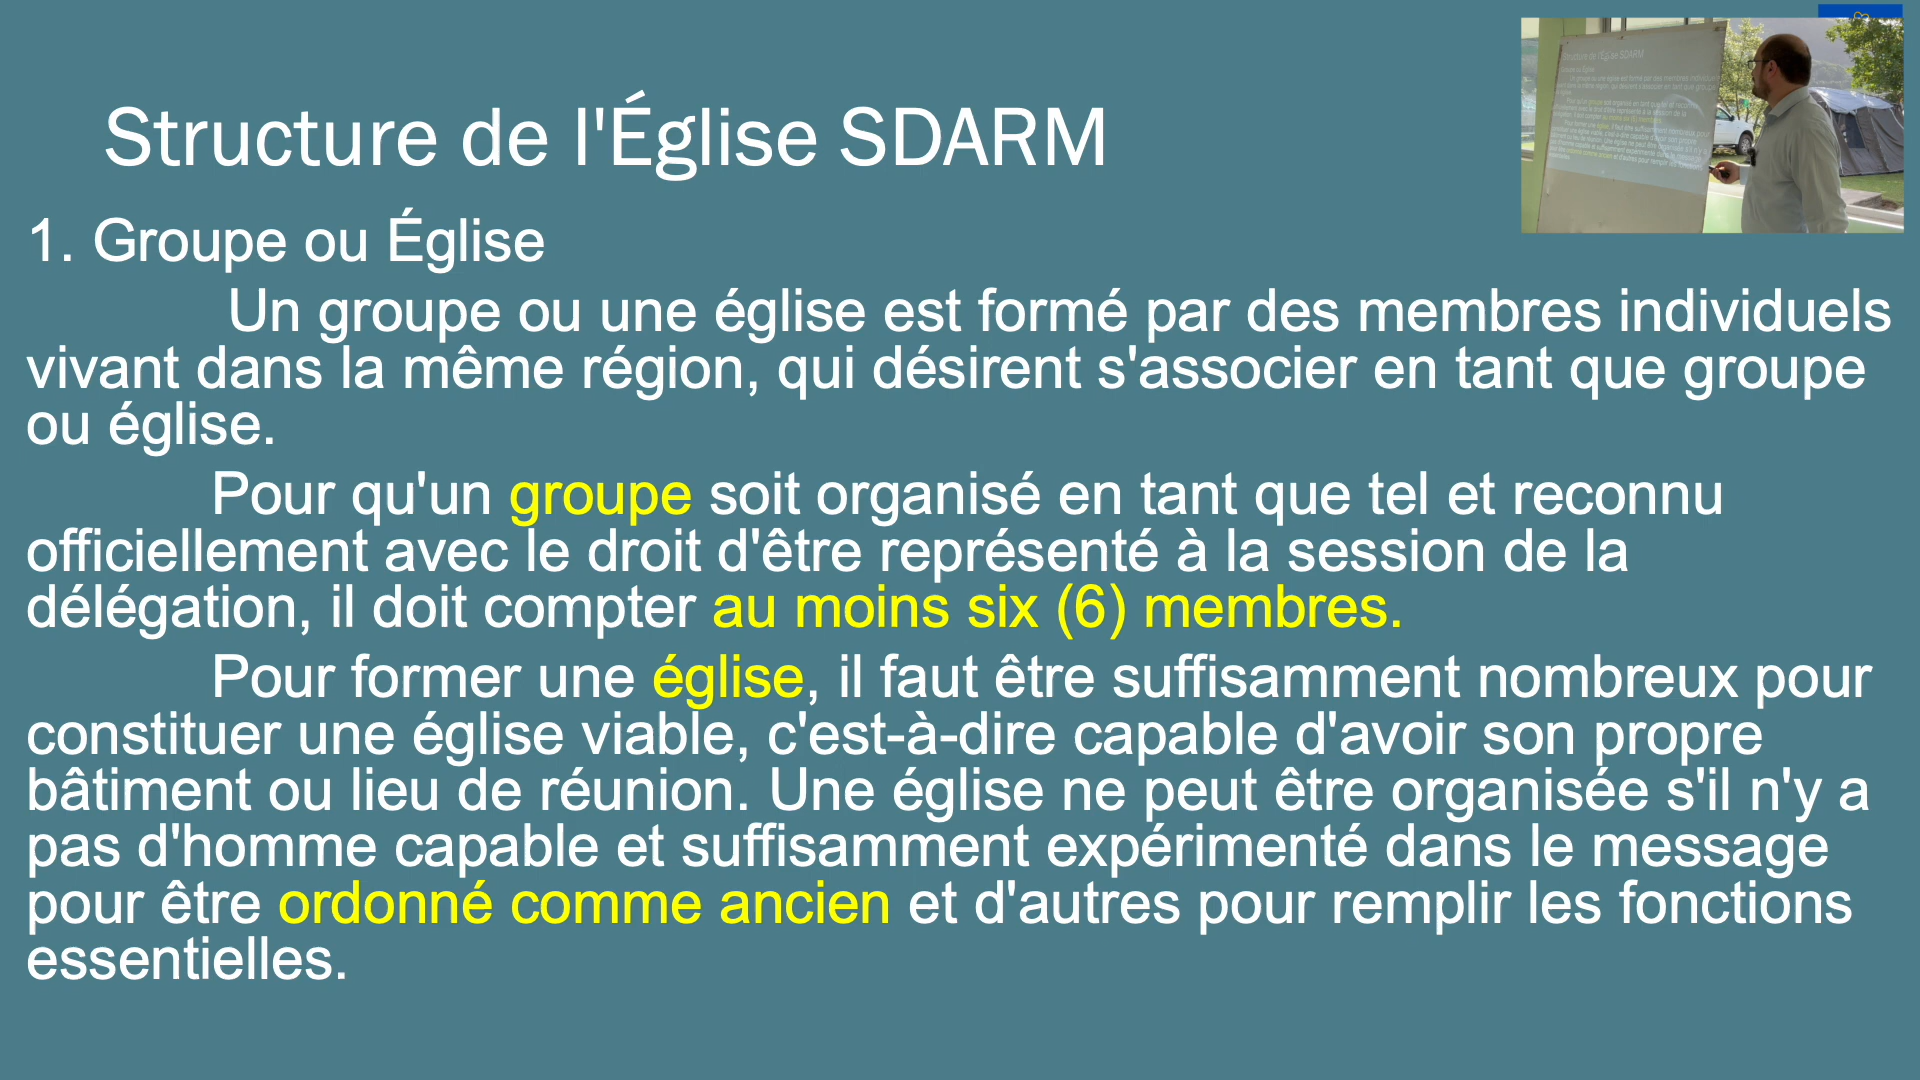 Structure de l'Église SDARM
1. Groupe ou Église
Un groupe ou une église est formé par des membres individuels
vivant dans la même région, qui désirent s'associer en tant que groupe
ou église.
Pour qu'un groupe soit organisé en tant que tel et reconnu
officiellement avec le droit d'être représenté à la session de la
délégation, il doit compter au moins six (6) membres.
Pour former une église, il faut être suffisamment nombreux pour
constituer une église viable, c'est-à-dire capable d'avoir son propre
bâtiment ou lieu de réunion. Une église ne peut être organisée s'il n'y a
pas d'homme capable et suffisamment expérimenté dans le message
pour être ordonné comme ancien et d'autres pour remplir les fonctions
essentielles.